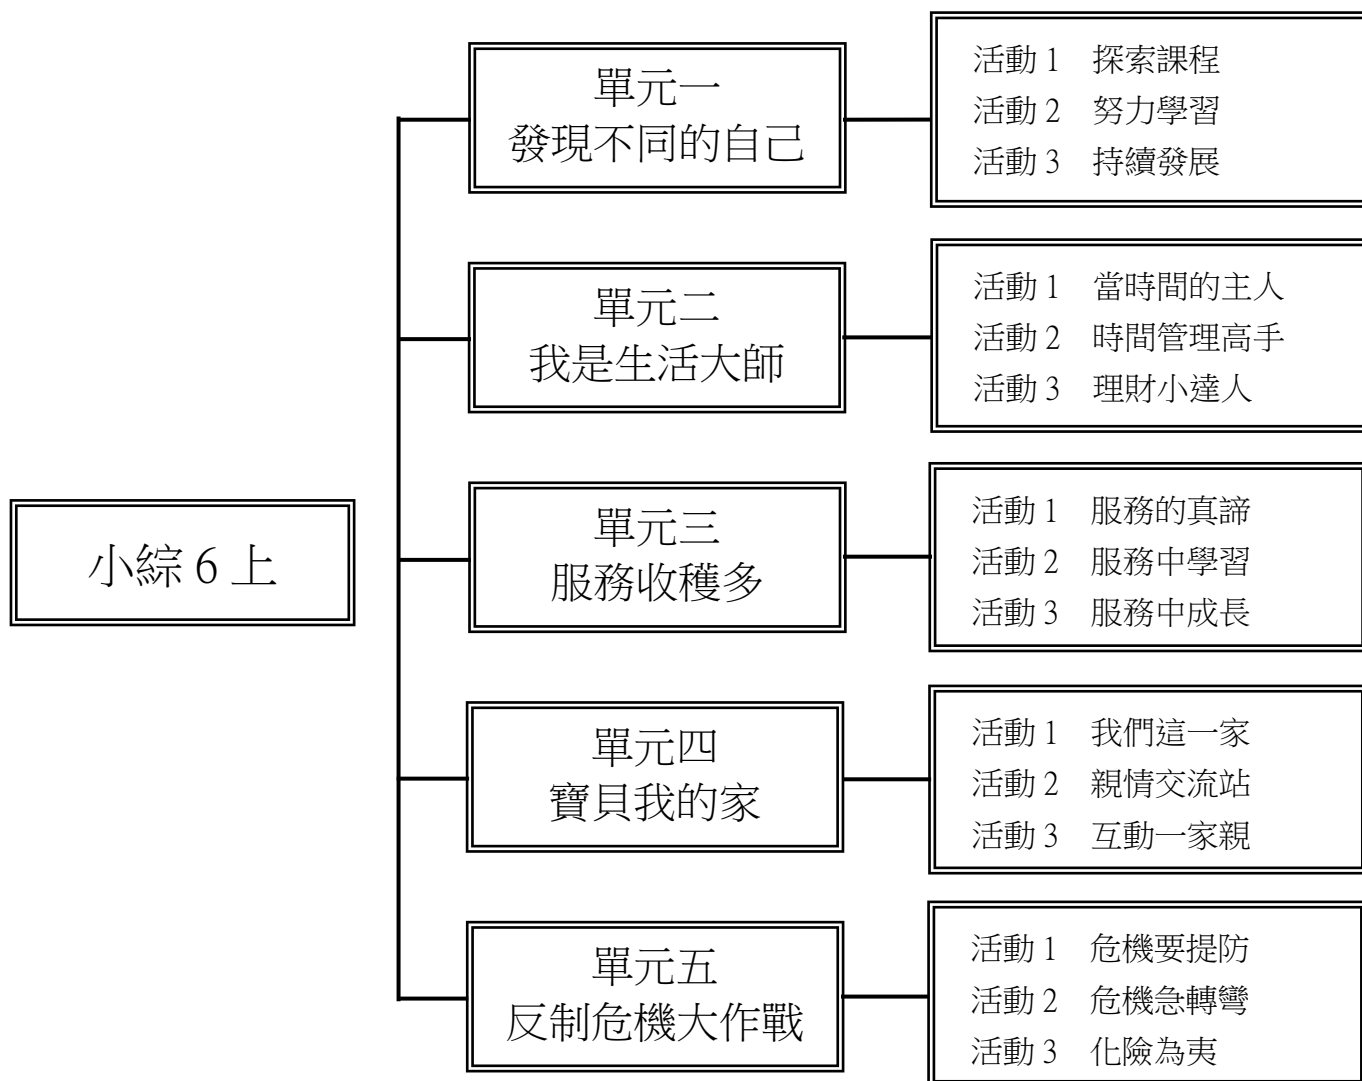 小綜 6 上
單元一
發現不同的自己
活動 1 探索課程
活動 2 努力學習
活動 3 持續發展
單元二
我是生活大師
活動 1 當時間的主人
活動 2 時間管理高手
活動 3 理財小達人
單元三
服務收穫多
活動 1 服務的真諦
活動 2 服務中學習
活動 3 服務中成長
單元四
寶貝我的家
活動 1 我們這一家
活動 2 親情交流站
活動 3 互動一家親
單元五
反制危機大作戰
活動 1 危機要提防
活動 2 危機急轉彎
活動 3 化險為夷